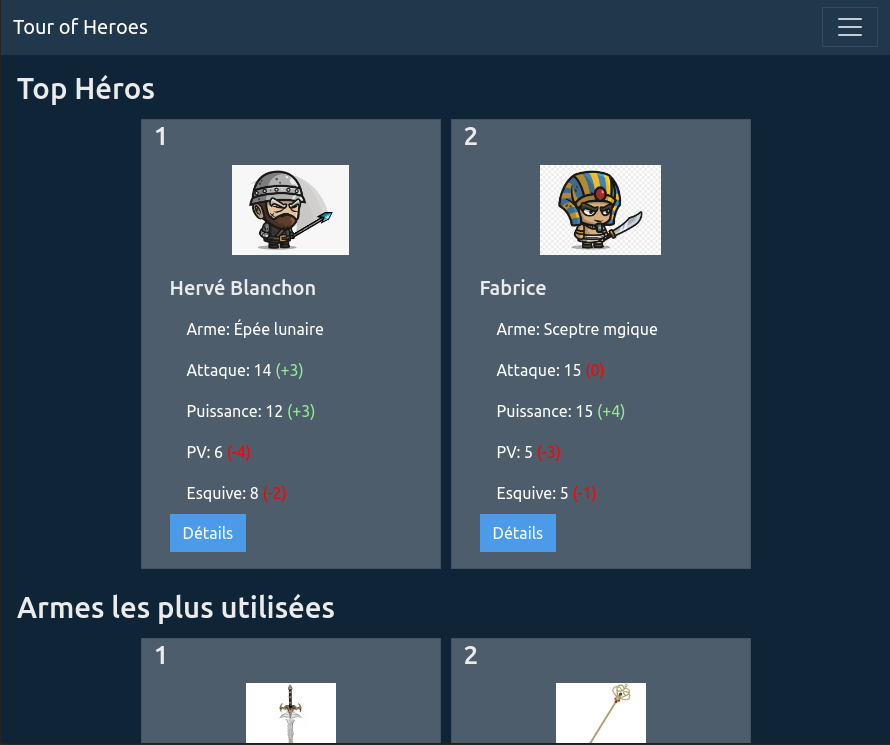 Tour of Heroes
Top Héros
1
Hervé Blanchon
Arme: Épée lunaire
Attaque: 14 (+3)
Puissance: 12 (+3)
PV: 6 (-4)
Esquive: 8 (-2)
Détails
2
Fabrice
Arme: Sceptre mgique
Attaque: 15 (0)
Puissance: 15 (+4)
PV: 5 (-3)
Esquive: 5 (-1)
Détails
Armes les plus utilisées
1
2